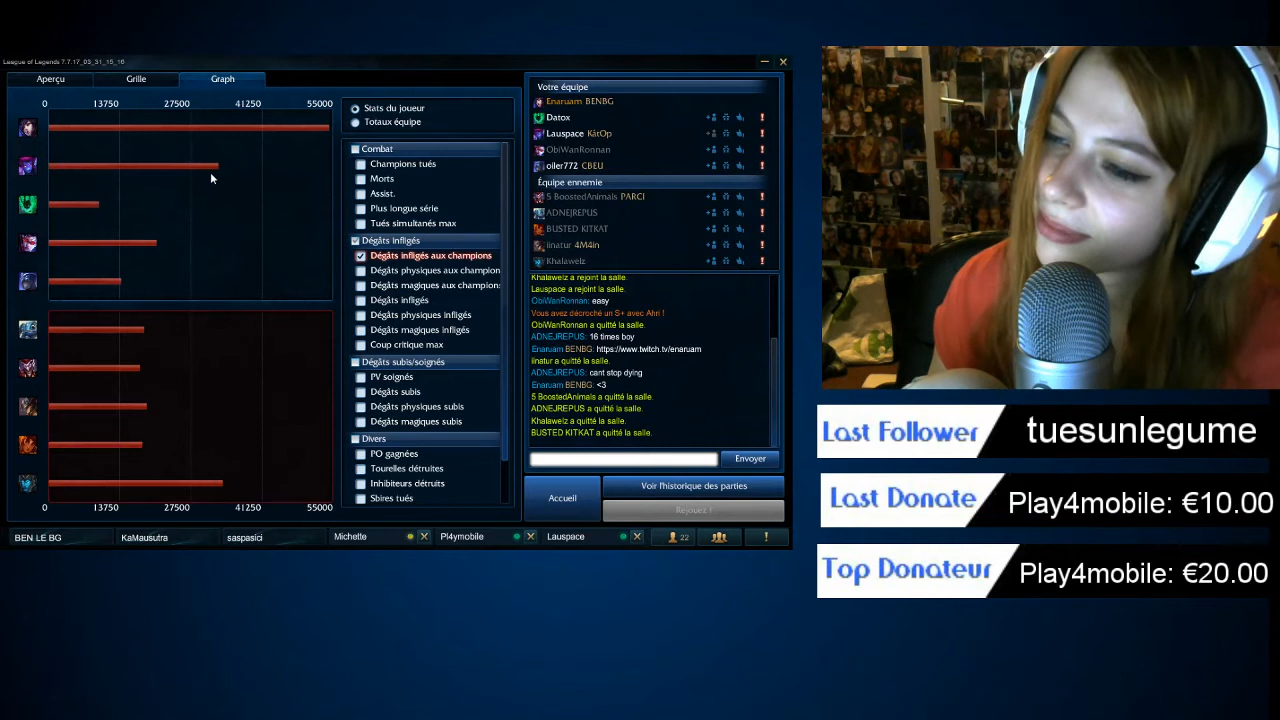 League of Legends 7.7.17_03_31_15_16
Aperçu
Grille
Graph
0 13750 27500 41250 55000
0 13750 27500 41250 55000
Stats du joueur
Totaux équipe
Combat
Champions tués
Morts
Assist.
Plus longue série
Tués simultanés max
Dégâts infligés
Dégâts infligés aux champions
Dégâts physiques aux champion
Dégâts magiques aux champions
Dégâts infligés
Dégâts physiques infligés
Dégâts magiques infligés
Coup critique max
Dégâts subis/soignés
PV soignés
Dégâts subis
Dégâts physiques subis
Dégâts magiques subis
Divers
PO gagnées
Tourelles détruites
Inhibiteurs détruits
Sbires tués
Votre équipe
Enaruam BENBG
Datox
Lauspace KàtOp
ObiWanRonnan
oiler772 CBEU
Équipe ennemie
5 BoostedAnimals PARCI
ADNEJREPUS
BUSTED KITKAT
linatur 4M4in
Khalawelz
Khalawelz a rejoint la salle.
Lauspace a rejoint la salle.
ObiWanRonnan: easy
Vous avez décroché un S+ avec Ahri !
ObiWanRonnan a quitté la salle.
ADNEJREPUS: 16 times boy
Enaruam BENBG: https://www.twitch.tv/enaruam
linatur a quitté la salle.
ADNEJREPUS: cant stop dying
Enaruam BENBG: <3
5 BoostedAnimals a quitté la salle.
ADNEJREPUS a quitté la salle.
Khalawelz a quitté la salle.
BUSTED KITKAT a quitté la salle.
Envoyer
Accueil
Voir l'historique des parties
Rejouez !
BEN LE BG
KaMausutra
saspasici
Michette
Pl4ymobile
Lauspace
22
Last Follower tuesunlegume
Last Donate Play4mobile: €10.00
Top Donateur Play4mobile: €20.00